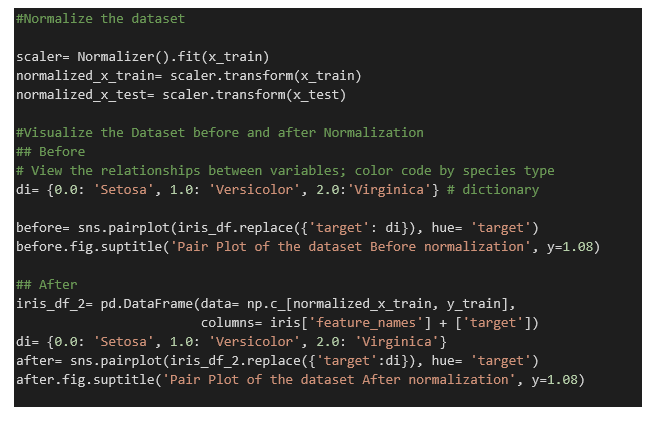 #Normalize the dataset
scaler= Normalizer().fit(x_train)
normalized_x_train= scaler.transform(x_train)
normalized_x_test= scaler.transform(x_test)
#Visualize the Dataset before and after Normalization
## Before
# View the relationships between variables; color code by species type
di= {0.0: 'Setosa', 1.0: 'Versicolor', 2.0:'Virginica'} # dictionary
before= sns.pairplot(iris_df.replace({'target': di}), hue= 'target')
before.fig.suptitle('Pair Plot of the dataset Before normalization', y=1.08)
## After
iris_df_2= pd.DataFrame(data= np.c_[normalized_x_train, y_train],
                        columns= iris['feature_names'] + ['target'])
di= {0.0: 'Setosa', 1.0: 'Versicolor', 2.0: 'Virginica'}
after= sns.pairplot(iris_df_2.replace({'target':di}), hue= 'target')
after.fig.suptitle('Pair Plot of the dataset After normalization', y=1.08)